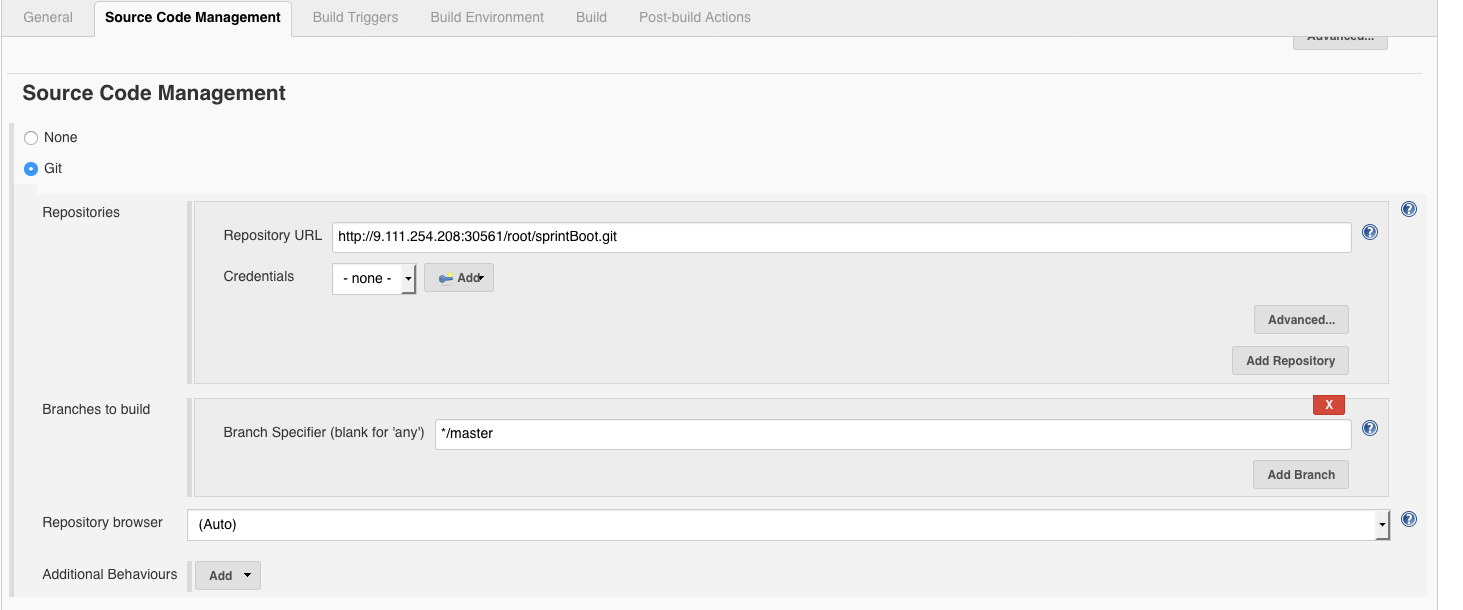 General Source Code Management Build Triggers Build Environment Build Post-build Actions
Advanced...
Source Code Management
None
Git
Repositories
Repository URL http://9.111.254.208:30561/root/sprintBoot.git
Credentials - none - Add
Advanced...
Add Repository
Branches to build
X
Branch Specifier (blank for 'any') */master
Add Branch
Repository browser (Auto)
Additional Behaviours Add